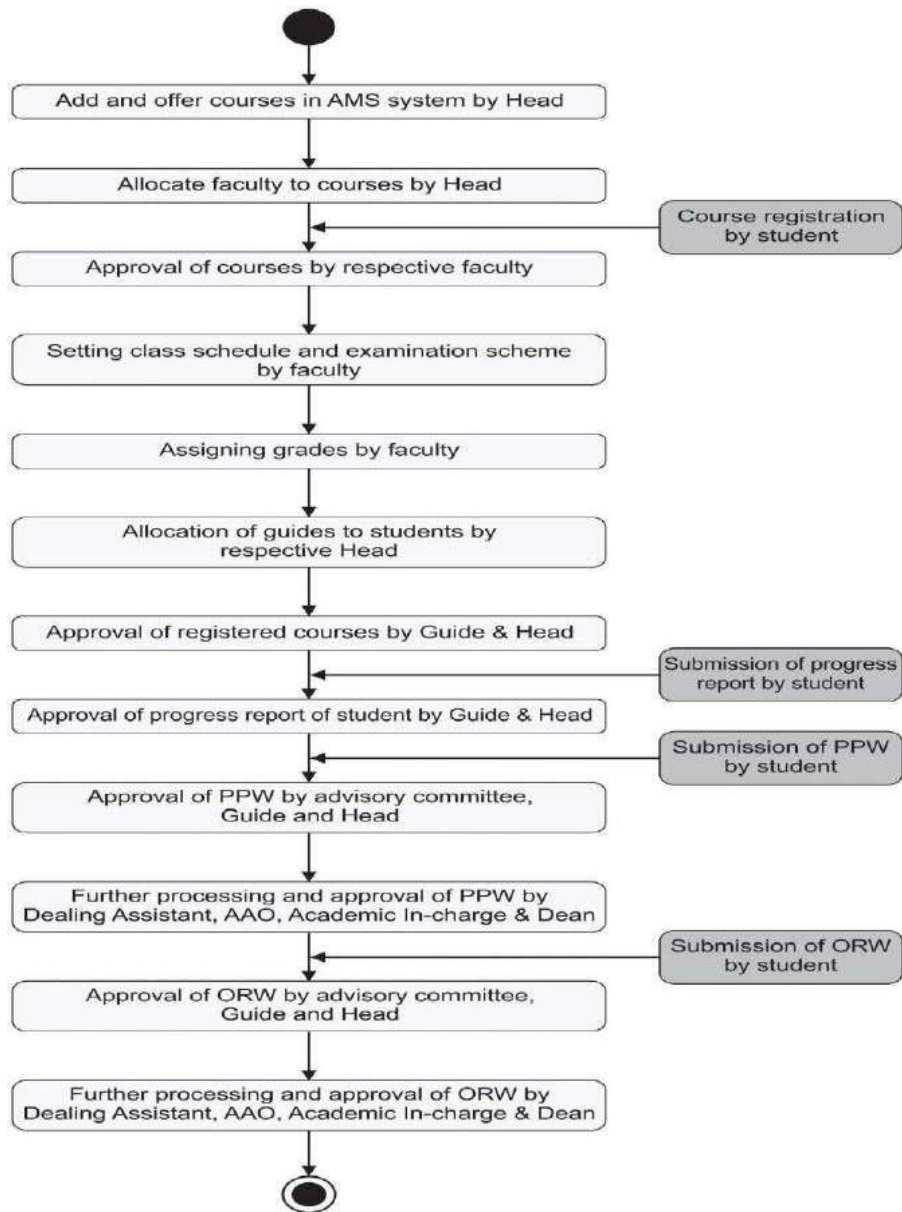 Add and offer courses in AMS system by Head
Allocate faculty to courses by Head
Course registration
by student
Approval of courses by respective faculty
Setting class schedule and examination scheme
by faculty
Assigning grades by faculty
Allocation of guides to students by
respective Head
Approval of registered courses by Guide & Head
Submission of progress
report by student
Approval of progress report of student by Guide & Head
Submission of PPW
by student
Approval of PPW by advisory committee,
Guide and Head
Further processing and approval of PPW by
Dealing Assistant, AAO, Academic In-charge & Dean
Submission of ORW
by student
Approval of ORW by advisory committee,
Guide and Head
Further processing and approval of ORW by
Dealing Assistant, AAO, Academic In-charge & Dean